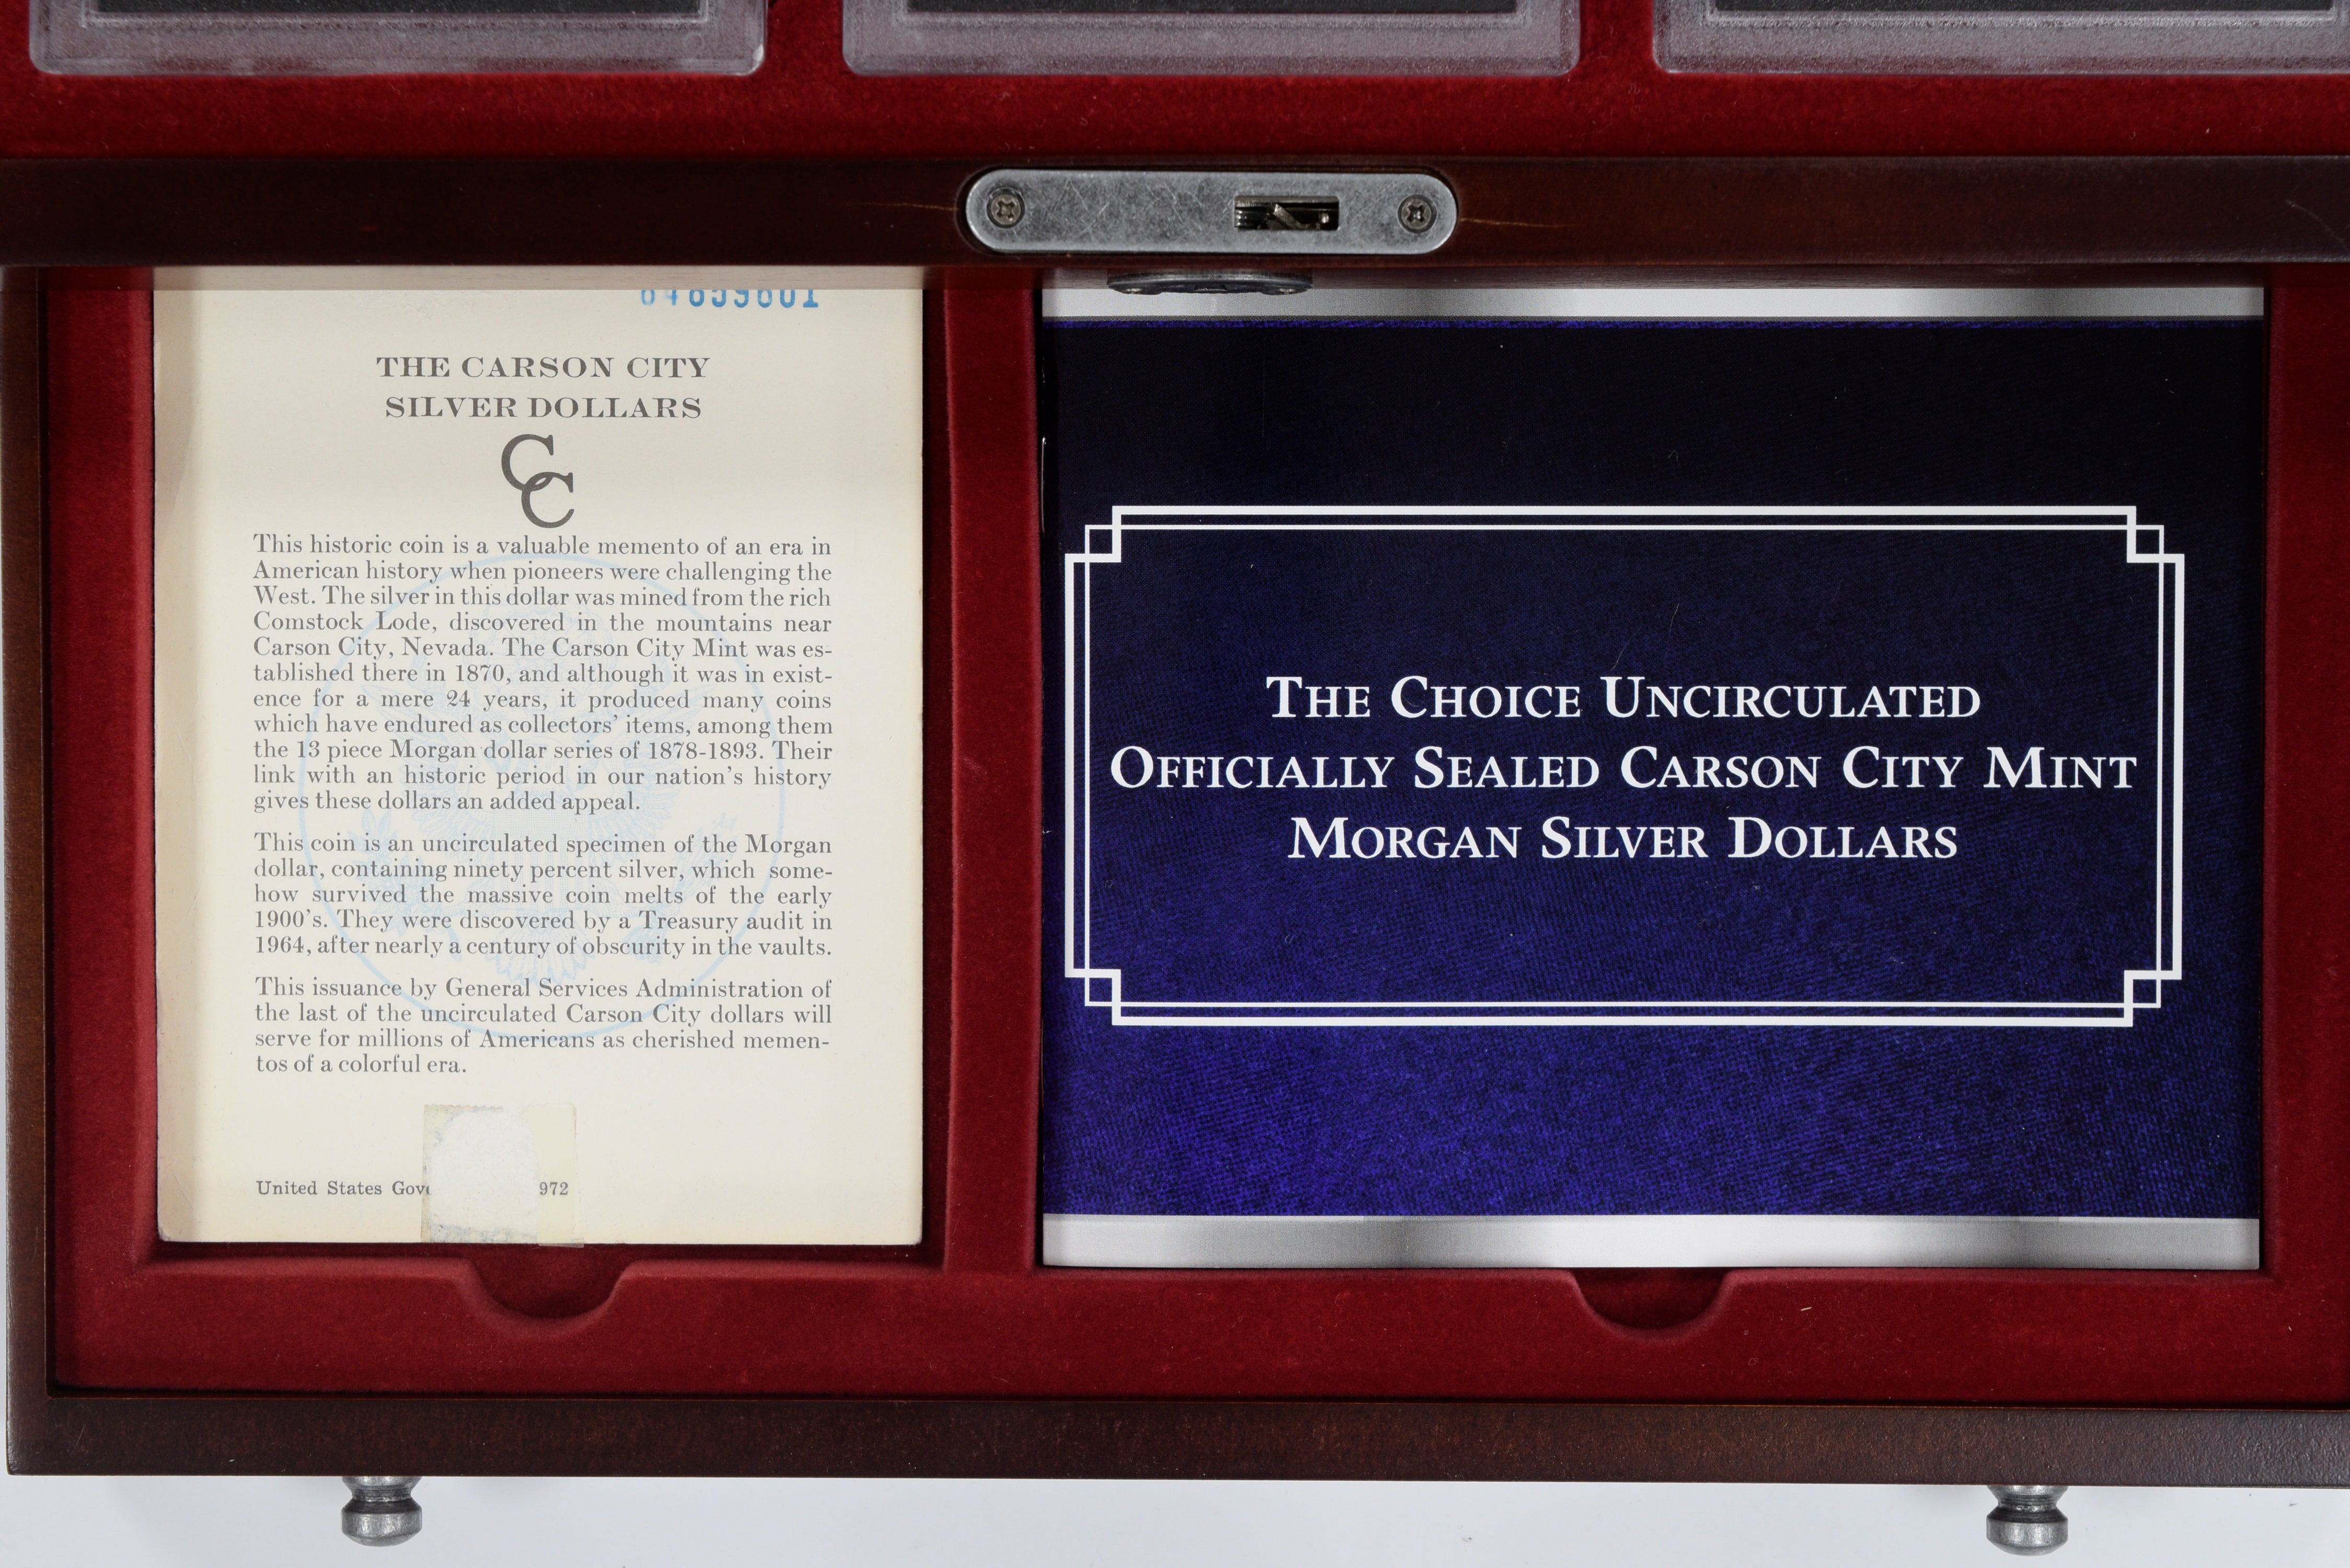 THE CARSON CITY
SILVER DOLLARS
CC
This historic coin is a valuable memento of an era in
American history when pioneers were challenging the
West. The silver in this dollar was mined from the rich
Comstock Lode, discovered in the mountains near
Carson City, Nevada. The Carson City Mint was es-
tablished there in 1870, and although it was in exist-
ence for a mere 24 years, it produced many coins
which have endured as collectors' items, among them
the 13 piece Morgan dollar series of 1878-1893. Their
link with an historic period in our nation's history
gives these dollars an added appeal.
This coin is an uncirculated specimen of the Morgan
dollar, containing ninety percent silver, which some-
how survived the massive coin melts of the early
1900's. They were discovered by a Treasury audit in
1964, after nearly a century of obscurity in the vaults.
This issuance by General Services Administration of
the last of the uncirculated Carson City dollars will
serve for millions of Americans as cherished memen-
tos of a colorful era.
United States Gov 972
THE CHOICE UNCIRCULATED
OFFICIALLY SEALED CARSON CITY MINT
MORGAN SILVER DOLLARS